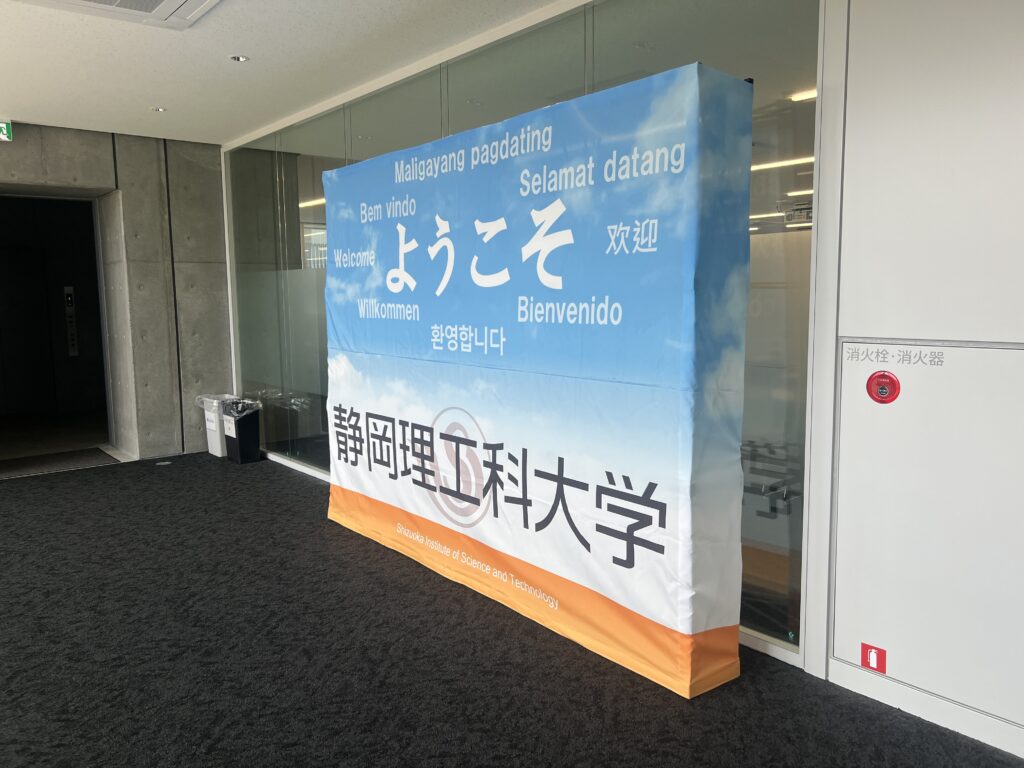 Maligayang pagdating
Selamat datang
Bem vindo
ようこそ
欢迎
Welcome
Willkommen
Bienvenido
환영합니다
静岡理工科大学
Shizuoka Institute of Science and Technology
消火栓・消火器